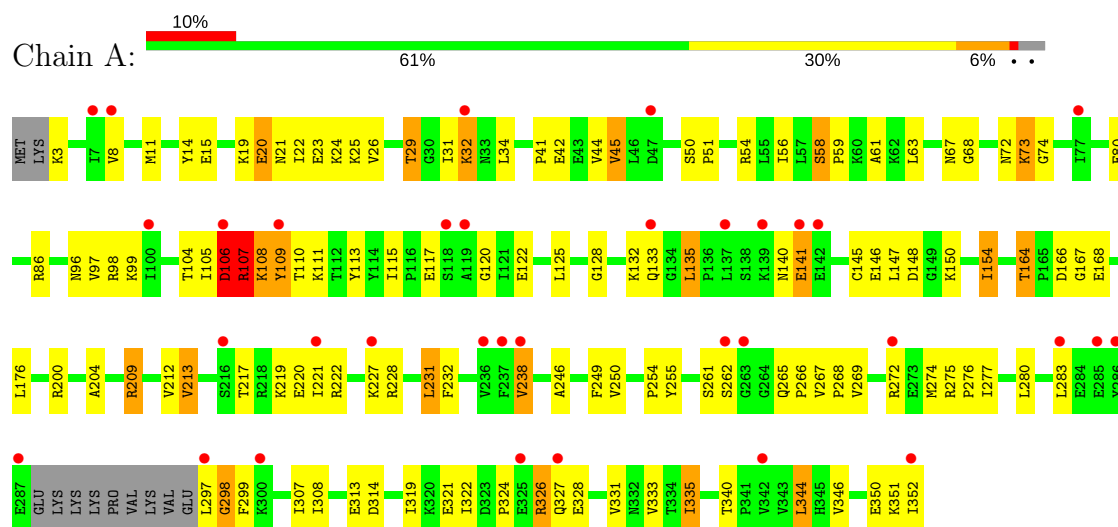 10%
Chain A:
61% 30% 6% • •
MET LYS K3 I7 V8 M11 Y14 E15 K19 E20 N21 I22 E23 K24 K25 V26 T29 G30 I31 K32 N33 L34 P41 E42 E43 V44 V45 L46 D47 S50 P51 R54 L55 I56 L57 S58 P59 K60 A61 K62 L63 N67 G68 N72 K73 G74 I77
R86 N96 V97 R98 K99 I100 T104 I105 D106 R107 K108 Y109 T110 K111 T112 Y113 Y114 I115 P116 E117 S118 A119 G120 I121 E122 L125 G128 K132 Q133 G134 L135 P136 L137 S138 K139 N140 E141 E142 C145 E146 L147 D148 G149 K150 I154 T164 P165 D166 G167 E168
L176 R200 A204 R209 V212 V213 S216 T217 R218 K219 E220 I221 R222 K227 R228 L231 F232 V236 F237 V238 A246 F249 V250 P254 Y255 S261 S262 G263 G264 Q265 P266 V267 P268 V269 R272 E273 M274 R275 P276 I277 L280 L283 E284 E285
E287 GLU LYS LYS LYS PRO VAL LYS VAL GLU L297 G298 F299 K300 I307 I308 E313 D314 I319 K320 E321 I322 D323 P324 E325 R326 Q327 E328 V331 N332 V333 T334 I335 T340 P341 V342 V343 L344 H345 V346 E350 K351 I352